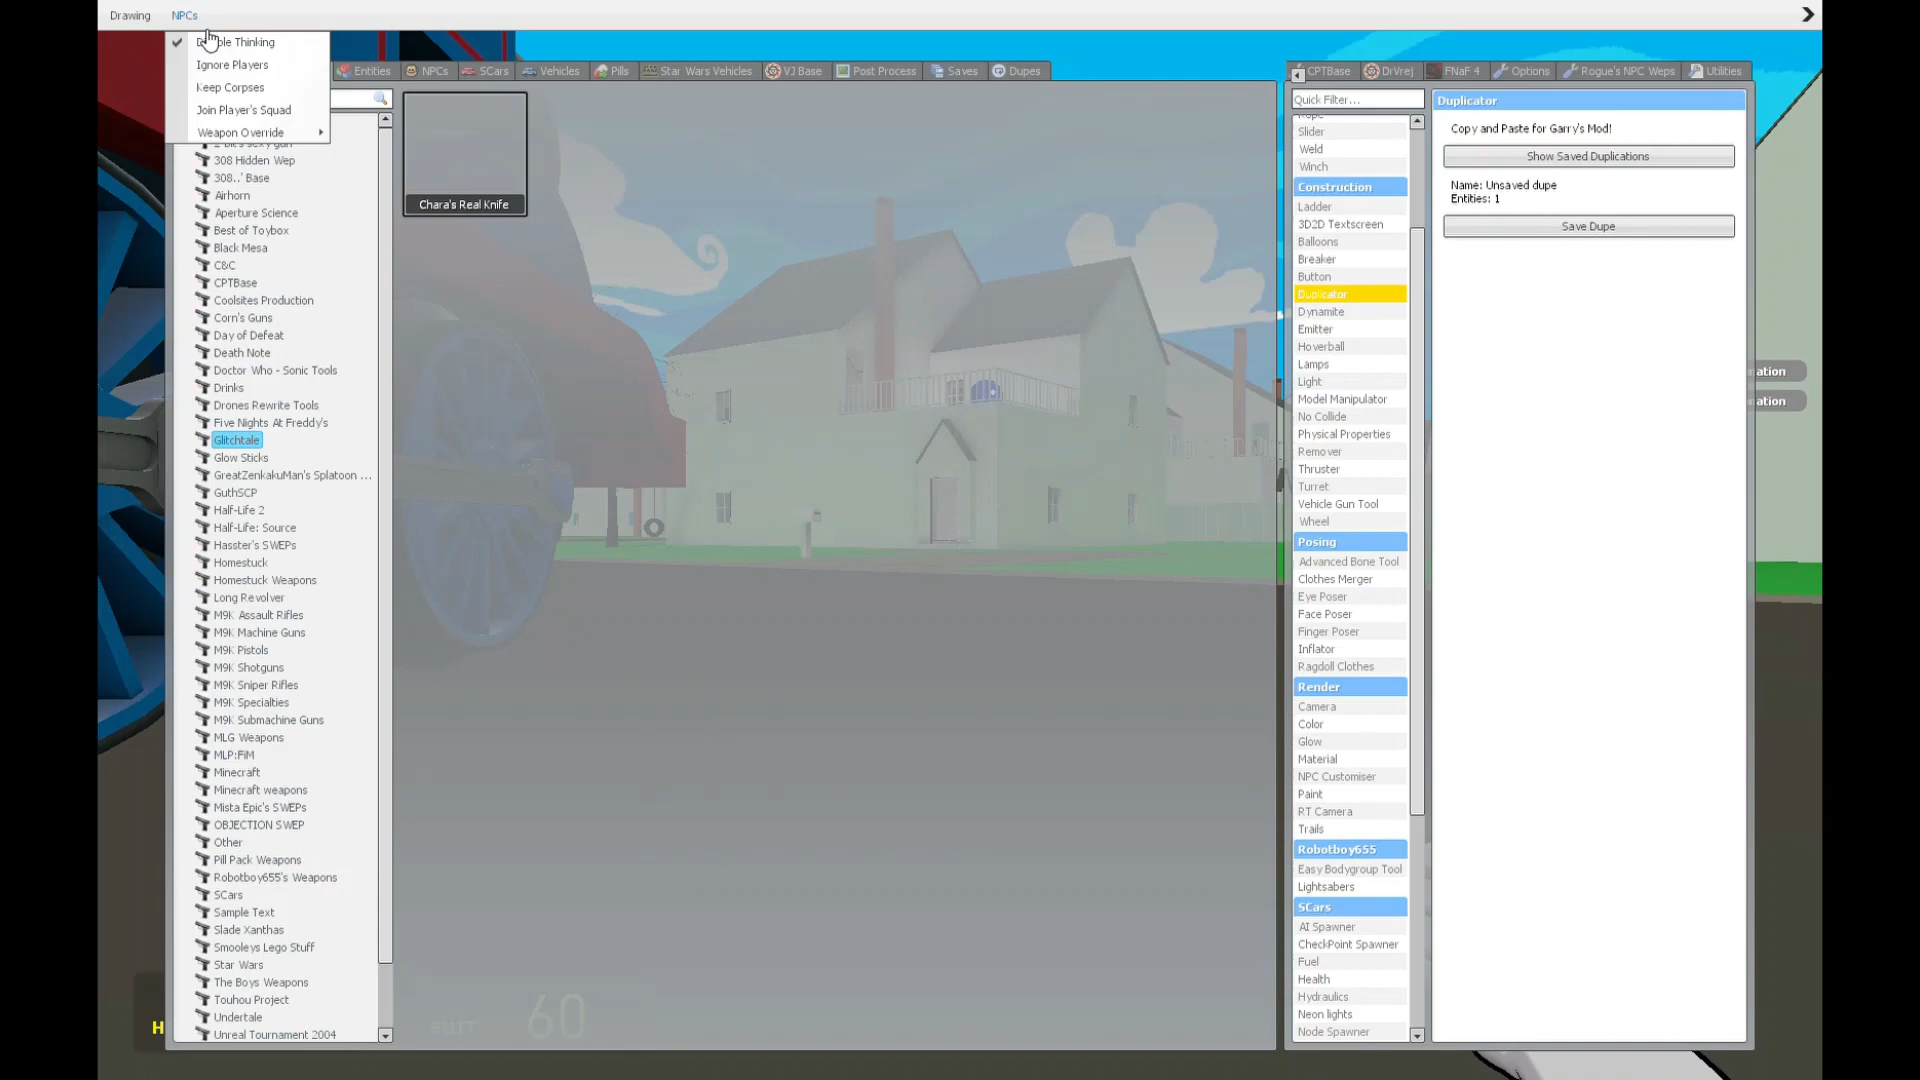 Drawing NPCs
Thinking
Ignore Players
Keep Corpses
Join Player's Squad
Weapon Override
Entities NPCs SCars Vehicles Pills Star Wars Vehicles VJ Base Post Process Saves Dupes
308 Hidden Wep
308..' Base
Airhorn
Aperture Science
Best of Toybox
Black Mesa
C&C
CPTBase
Coolsites Production
Corn's Guns
Day of Defeat
Death Note
Doctor Who - Sonic Tools
Drinks
Drones Rewrite Tools
Five Nights At Freddy's
Glitchtale
Glow Sticks
GreatZenkakuMan's Splatoon ...
GuthSCP
Half-Life 2
Half-Life: Source
Hasster's SWEPs
Homestuck
Homestuck Weapons
Long Revolver
M9K Assault Rifles
M9K Machine Guns
M9K Pistols
M9K Shotguns
M9K Sniper Rifles
M9K Specialties
M9K Submachine Guns
MLG Weapons
MLP:FiM
Minecraft
Minecraft weapons
Mista Epic's SWEPs
OBJECTION SWEP
Other
Pill Pack Weapons
Robotboy655's Weapons
SCars
Sample Text
Slade Xanthas
Smooleys Lego Stuff
Star Wars
The Boys Weapons
Touhou Project
Undertale
Unreal Tournament 2004
Chara's Real Knife
H
SUIT 60
CPTBase DrVrej FNaF 4 Options Rogue's NPC Weps Utilities
Quick Filter...
Rope
Slider
Weld
Winch
Construction
Ladder
3D2D Textscreen
Balloons
Breaker
Button
Duplicator
Dynamite
Emitter
Hoverball
Lamps
Light
Model Manipulator
No Collide
Physical Properties
Remover
Thruster
Turret
Vehicle Gun Tool
Wheel
Posing
Advanced Bone Tool
Clothes Merger
Eye Poser
Face Poser
Finger Poser
Inflator
Ragdoll Clothes
Render
Camera
Color
Glow
Material
NPC Customiser
Paint
RT Camera
Trails
Robotboy655
Easy Bodygroup Tool
Lightsabers
SCars
AI Spawner
CheckPoint Spawner
Fuel
Health
Hydraulics
Neon lights
Node Spawner
Duplicator
Copy and Paste for Garry's Mod!
Show Saved Duplications
Name: Unsaved dupe
Entities: 1
Save Dupe
ation
ation